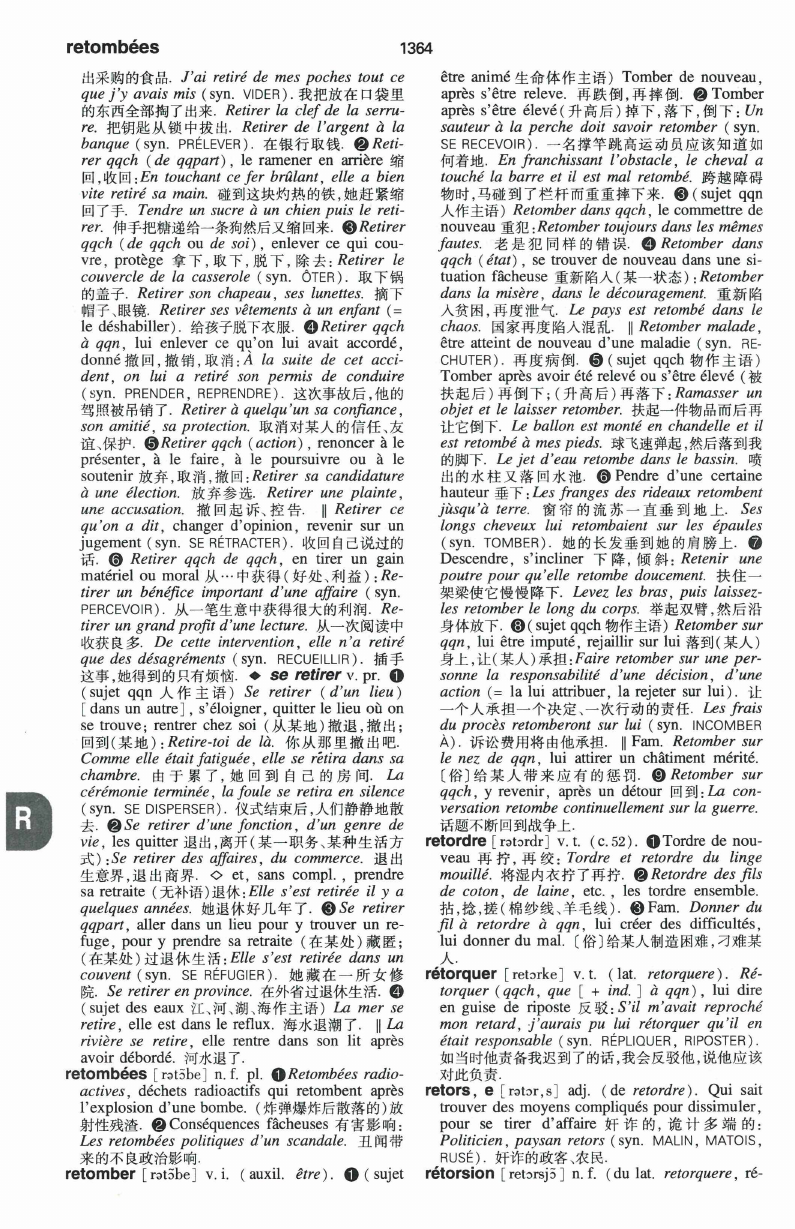 retombées
1364
出采购的食品. J'ai retiré de mes poches tout ce
que j'y avais mis (syn. VIDER). 我把放在口袋里
的东西全部掏了出来. Retirer la clef de la serru-
re. 把钥匙从锁中拔出. Retirer de l'argent à la
banque (syn. PRÉLEVER). 在银行取钱. ❷Reti-
rer qqch (de qqpart), le ramener en arrière 缩
回,收回:En touchant ce fer brûlant, elle a bien
vite retiré sa main. 碰到这块灼热的铁,她赶紧缩
回了手. Tendre un sucre à un chien puis le reti-
rer. 伸手把糖递给一条狗然后又缩回来. ❸Retirer
qqch (de qqch ou de soi), enlever ce qui cou-
vre, protège 拿下,取下,脱下,除去: Retirer le
couvercle de la casserole (syn. ÔTER). 取下锅
的盖子. Retirer son chapeau, ses lunettes. 摘下
帽子、眼镜. Retirer ses vêtements à un enfant (=
le déshabiller). 给孩子脱下衣服. ❹Retirer qqch
à qqn, lui enlever ce qu'on lui avait accordé,
donné 撤回,撤销,取消:À la suite de cet acci-
dent, on lui a retiré son permis de conduire
(syn. PRENDER, REPRENDRE). 这次事故后,他的
驾照被吊销了. Retirer à quelqu'un sa confiance,
son amitié, sa protection. 取消对某人的信任、友
谊、保护. ❺Retirer qqch (action), renoncer à le
présenter, à le faire, à le poursuivre ou à le
soutenir 放弃,取消,撤回:Retirer sa candidature
à une élection. 放弃参选. Retirer une plainte,
une accusation. 撤回起诉、控告. ‖ Retirer ce
qu'on a dit, changer d'opinion, revenir sur un
jugement (syn. SE RÉTRACTER). 收回自己说过的
话. ❻ Retirer qqch de qqch, en tirer un gain
matériel ou moral 从…中获得(好处、利益):Re-
tirer un bénéfice important d'une affaire (syn.
PERCEVOIR). 从一笔生意中获得很大的利润. Re-
tirer un grand profit d'une lecture. 从一次阅读中
收获良多. De cette intervention, elle n'a retiré
que des désagréments (syn. RECUEILLIR). 插手
这事,她得到的只有烦恼. ◆ se retirer v. pr. ❶
(sujet qqn 人作主语) Se retirer (d'un lieu)
[dans un autre], s'éloigner, quitter le lieu où on
se trouve; rentrer chez soi (从某地)撤退,撤出;
回到(某地):Retire-toi de là. 你从那里撤出吧.
Comme elle était fatiguée, elle se rétira dans sa
chambre. 由于累了,她回到自己的房间. La
cérémonie terminée, la foule se retira en silence
(syn. SE DISPERSER). 仪式结束后,人们静静地散
去. ❷Se retirer d'une fonction, d'un genre de
vie, les quitter 退出,离开(某一职务、某种生活方
式):Se retirer des affaires, du commerce. 退出
生意界,退出商界. ◇ et, sans compl., prendre
sa retraite (无补语)退休:Elle s'est retirée il y a
quelques années. 她退休好几年了. ❸Se retirer
qqpart, aller dans un lieu pour y trouver un re-
fuge, pour y prendre sa retraite (在某处)藏匿;
(在某处)过退休生活:Elle s'est retirée dans un
couvent (syn. SE RÉFUGIER). 她藏在一所女修
院. Se retirer en province. 在外省过退休生活. ❹
(sujet des eaux 江、河、湖、海作主语) La mer se
retire, elle est dans le reflux. 海水退潮了. ‖ La
rivière se retire, elle rentre dans son lit après
avoir débordé. 河水退了.
retombées [rətɔ̃be] n. f. pl. ❶Retombées radio-
actives, déchets radioactifs qui retombent après
l'explosion d'une bombe. (炸弹爆炸后散落的)放
射性残渣. ❷Conséquences fâcheuses 有害影响:
Les retombées politiques d'un scandale. 丑闻带
来的不良政治影响.
retomber [rətɔ̃be] v. i. (auxil. être). ❶ (sujet
R
être animé 生命体作主语) Tomber de nouveau,
après s'être releve. 再跌倒,再摔倒. ❷Tomber
après s'être élevé(升高后)掉下,落下,倒下: Un
sauteur à la perche doit savoir retomber (syn.
SE RECEVOIR). 一名撑竿跳高运动员应该知道如
何着地. En franchissant l'obstacle, le cheval a
touché la barre et il est mal retombé. 跨越障碍
物时,马碰到了栏杆而重重摔下来. ❸(sujet qqn
人作主语) Retomber dans qqch, le commettre de
nouveau 重犯:Retomber toujours dans les mêmes
fautes. 老是犯同样的错误. ❹ Retomber dans
qqch (état), se trouver de nouveau dans une si-
tuation fâcheuse 重新陷入(某一状态):Retomber
dans la misère, dans le découragement. 重新陷
入贫困,再度泄气. Le pays est retombé dans le
chaos. 国家再度陷入混乱. ‖ Retomber malade,
être atteint de nouveau d'une maladie (syn. RE-
CHUTER). 再度病倒. ❺ (sujet qqch 物作主语)
Tomber après avoir été relevé ou s'être élevé (被
扶起后)再倒下;(升高后)再落下:Ramasser un
objet et le laisser retomber. 扶起一件物品而后再
让它倒下. Le ballon est monté en chandelle et il
est retombé à mes pieds. 球飞速弹起,然后落到我
的脚下. Le jet d'eau retombe dans le bassin. 喷
出的水柱又落回水池. ❻ Pendre d'une certaine
hauteur 垂下:Les franges des rideaux retombent
jùsqu'à terre. 窗帘的流苏一直垂到地上. Ses
longs cheveux lui retombaient sur les épaules
(syn. TOMBER). 她的长发垂到她的肩膀上. ❼
Descendre, s'incliner 下降,倾斜: Retenir une
poutre pour qu'elle retombe doucement. 扶住一
架梁使它慢慢降下. Levez les bras, puis laissez-
les retomber le long du corps. 举起双臂,然后沿
身体放下. ❽(sujet qqch 物作主语) Retomber sur
qqn, lui être imputé, rejaillir sur lui 落到(某人)
身上,让(某人)承担:Faire retomber sur une per-
sonne la responsabilité d'une décision, d'une
action (= la lui attribuer, la rejeter sur lui). 让
一个人承担一个决定、一次行动的责任. Les frais
du procès retomberont sur lui (syn. INCOMBER
À). 诉讼费用将由他承担. ‖ Fam. Retomber sur
le nez de qqn, lui attirer un châtiment mérité.
〔俗〕给某人带来应有的惩罚. ❾ Retomber sur
qqch, y revenir, après un détour 回到:La con-
versation retombe continuellement sur la guerre.
话题不断回到战争上.
retordre [rətɔrdr] v. t. (c. 52). ❶Tordre de nou-
veau 再拧,再绞: Tordre et retordre du linge
mouillé. 将湿内衣拧了再拧. ❷Retordre des fils
de coton, de laine, etc., les tordre ensemble.
拈,捻,搓(棉纱线、羊毛线). ❸Fam. Donner du
fil à retordre à qqn, lui créer des difficultés,
lui donner du mal. 〔俗〕给某人制造困难,刁难某
人.
rétorquer [retɔrke] v. t. (lat. retorquere). Ré-
torquer (qqch, que [ + ind. ] à qqn), lui dire
en guise de riposte 反驳:S'il m'avait reproché
mon retard, j'aurais pu lui rétorquer qu'il en
était responsable (syn. RÉPLIQUER, RIPOSTER).
如当时他责备我迟到了的话,我会反驳他,说他应该
对此负责.
retors, e [rətɔr,s] adj. (de retordre). Qui sait
trouver des moyens compliqués pour dissimuler,
pour se tirer d'affaire 奸诈的,诡计多端的:
Politicien, paysan retors (syn. MALIN, MATOIS,
RUSÉ). 奸诈的政客、农民.
rétorsion [retɔrsjɔ̃] n. f. (du lat. retorquere, ré-